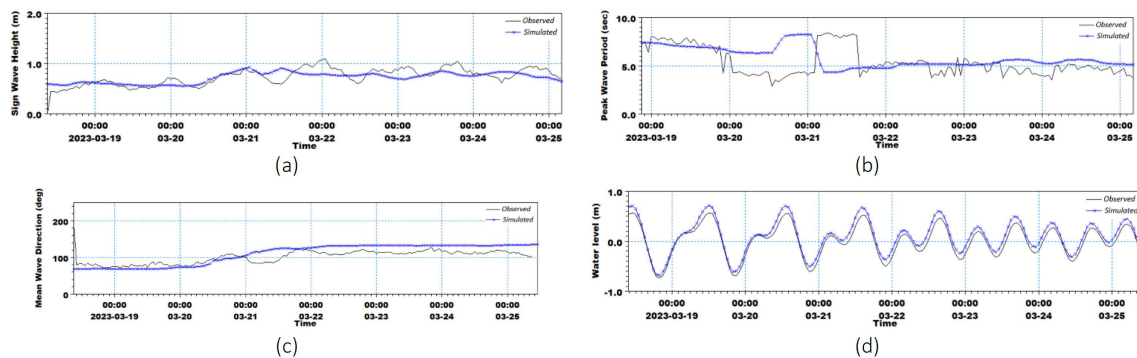 Sign Wave Height (m)
2.0
1.0
0.0
Observed
Simulated
00:00 00:00 00:00 00:00 00:00 00:00 00:00
2023-03-19 03-20 03-21 03-22 03-23 03-24 03-25
Time
(a)
Peak Wave Period (sec)
10.0
5.0
0.0
Observed
Simulated
00:00 00:00 00:00 00:00 00:00 00:00 00:00
2023-03-19 03-20 03-21 03-22 03-23 03-24 03-25
Time
(b)
Mean Wave Direction (deg)
200
100
0
Observed
Simulated
00:00 00:00 00:00 00:00 00:00 00:00 00:00
2023-03-19 03-20 03-21 03-22 03-23 03-24 03-25
Time
(c)
Water level (m)
1.0
0.0
-1.0
Observed
Simulated
00:00 00:00 00:00 00:00 00:00 00:00 00:00
2023-03-19 03-20 03-21 03-22 03-23 03-24 03-25
Time
(d)